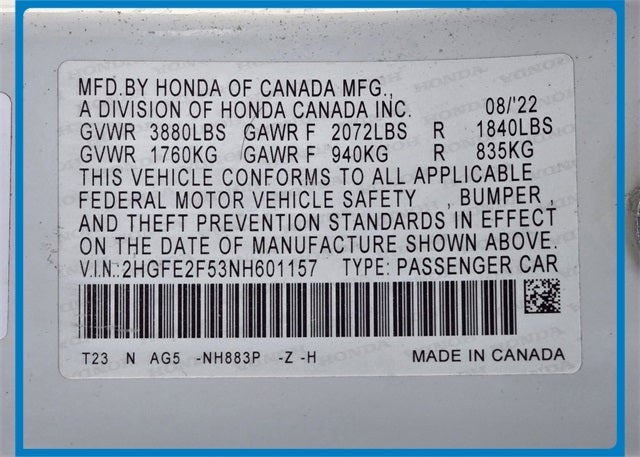 MFD.BY HONDA OF CANADA MFG.,
A DIVISION OF HONDA CANADA INC. 08/'22
GVWR 3880LBS GAWR F 2072LBS R 1840LBS
GVWR 1760KG GAWR F 940KG R 835KG
THIS VEHICLE CONFORMS TO ALL APPLICABLE
FEDERAL MOTOR VEHICLE SAFETY , BUMPER ,
AND THEFT PREVENTION STANDARDS IN EFFECT
ON THE DATE OF MANUFACTURE SHOWN ABOVE.
V.I.N.:2HGFE2F53NH601157 TYPE: PASSENGER CAR
T23 N AG5 -NH883P -Z -H MADE IN CANADA